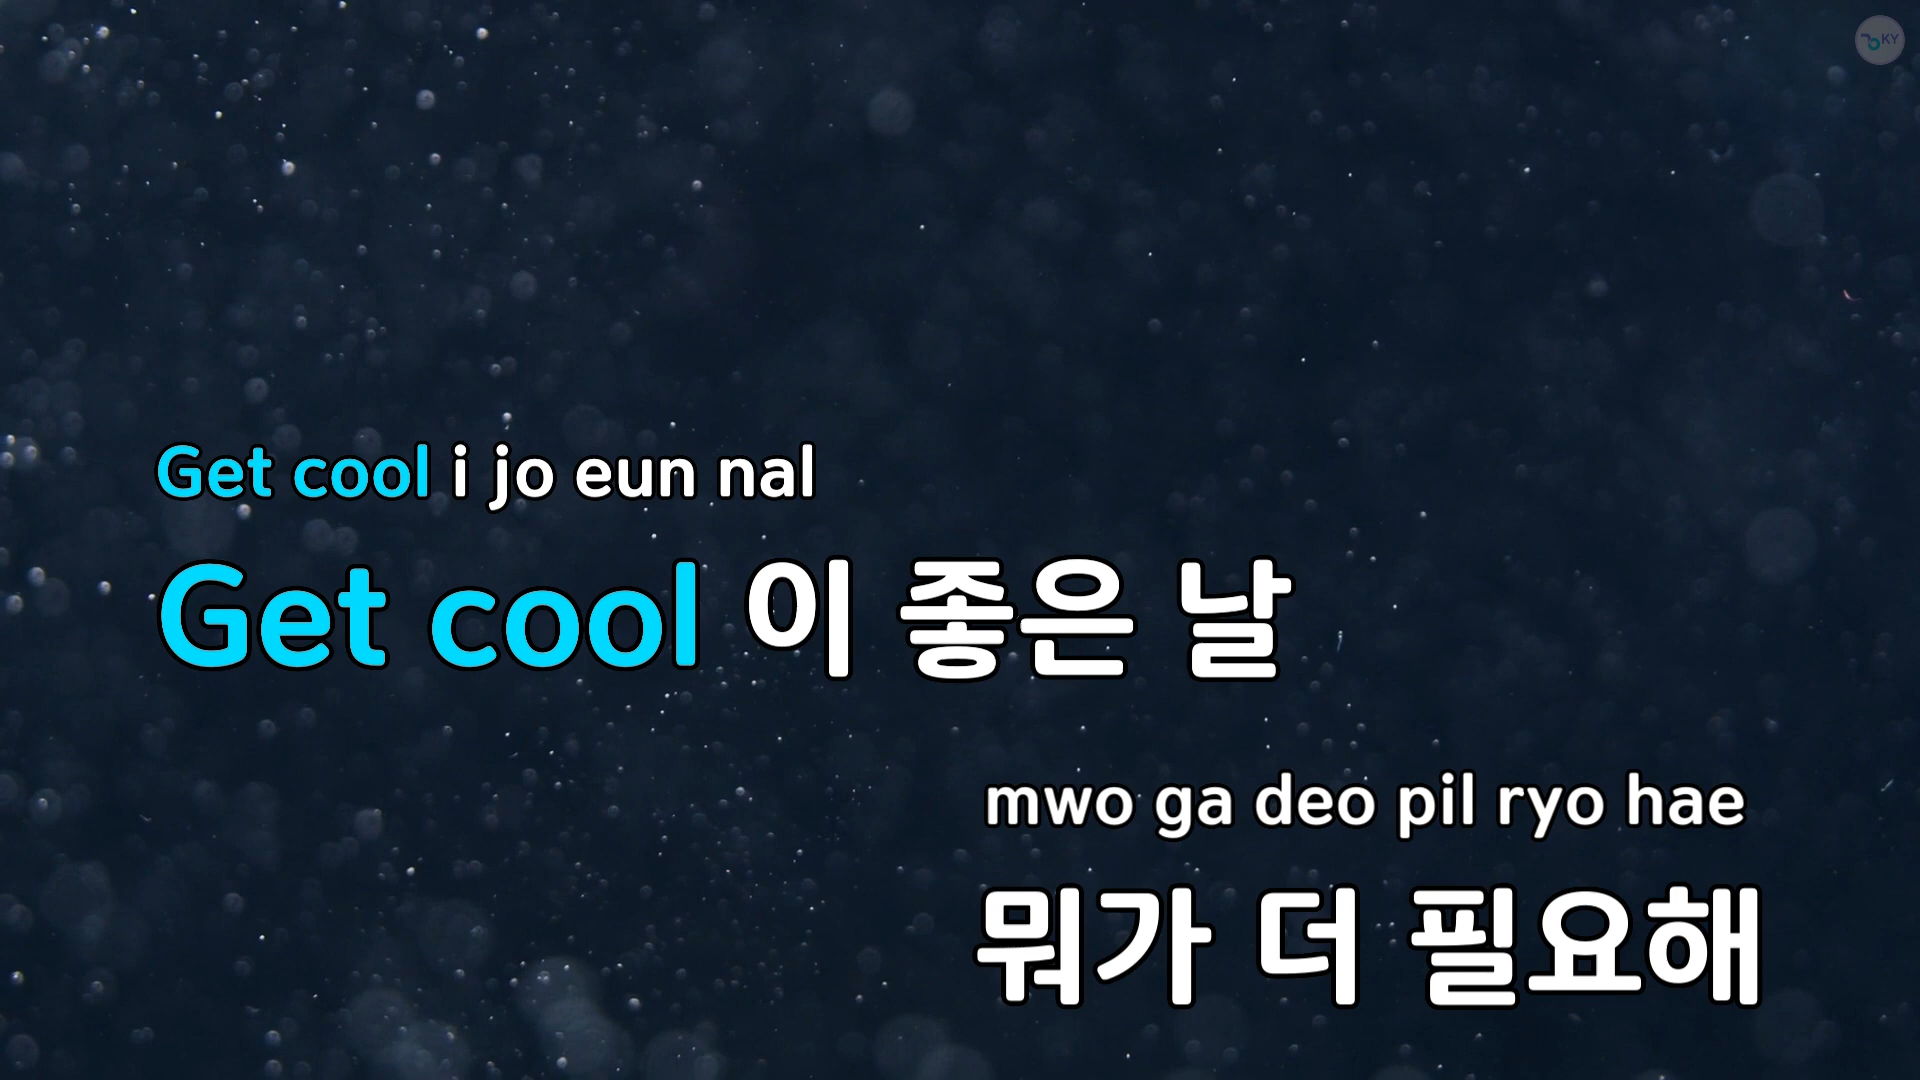 KY
Get cool i jo eun nal
Get cool 이 좋은 날
mwo ga deo pil ryo hae
뭐가 더 필요해